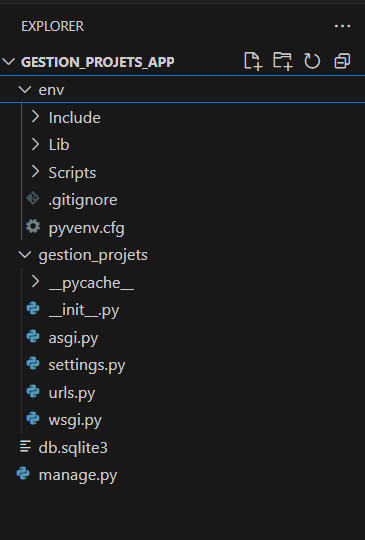 EXPLORER
GESTION_PROJETS_APP
env
Include
Lib
Scripts
.gitignore
pyvenv.cfg
gestion_projets
__pycache__
__init__.py
asgi.py
settings.py
urls.py
wsgi.py
db.sqlite3
manage.py